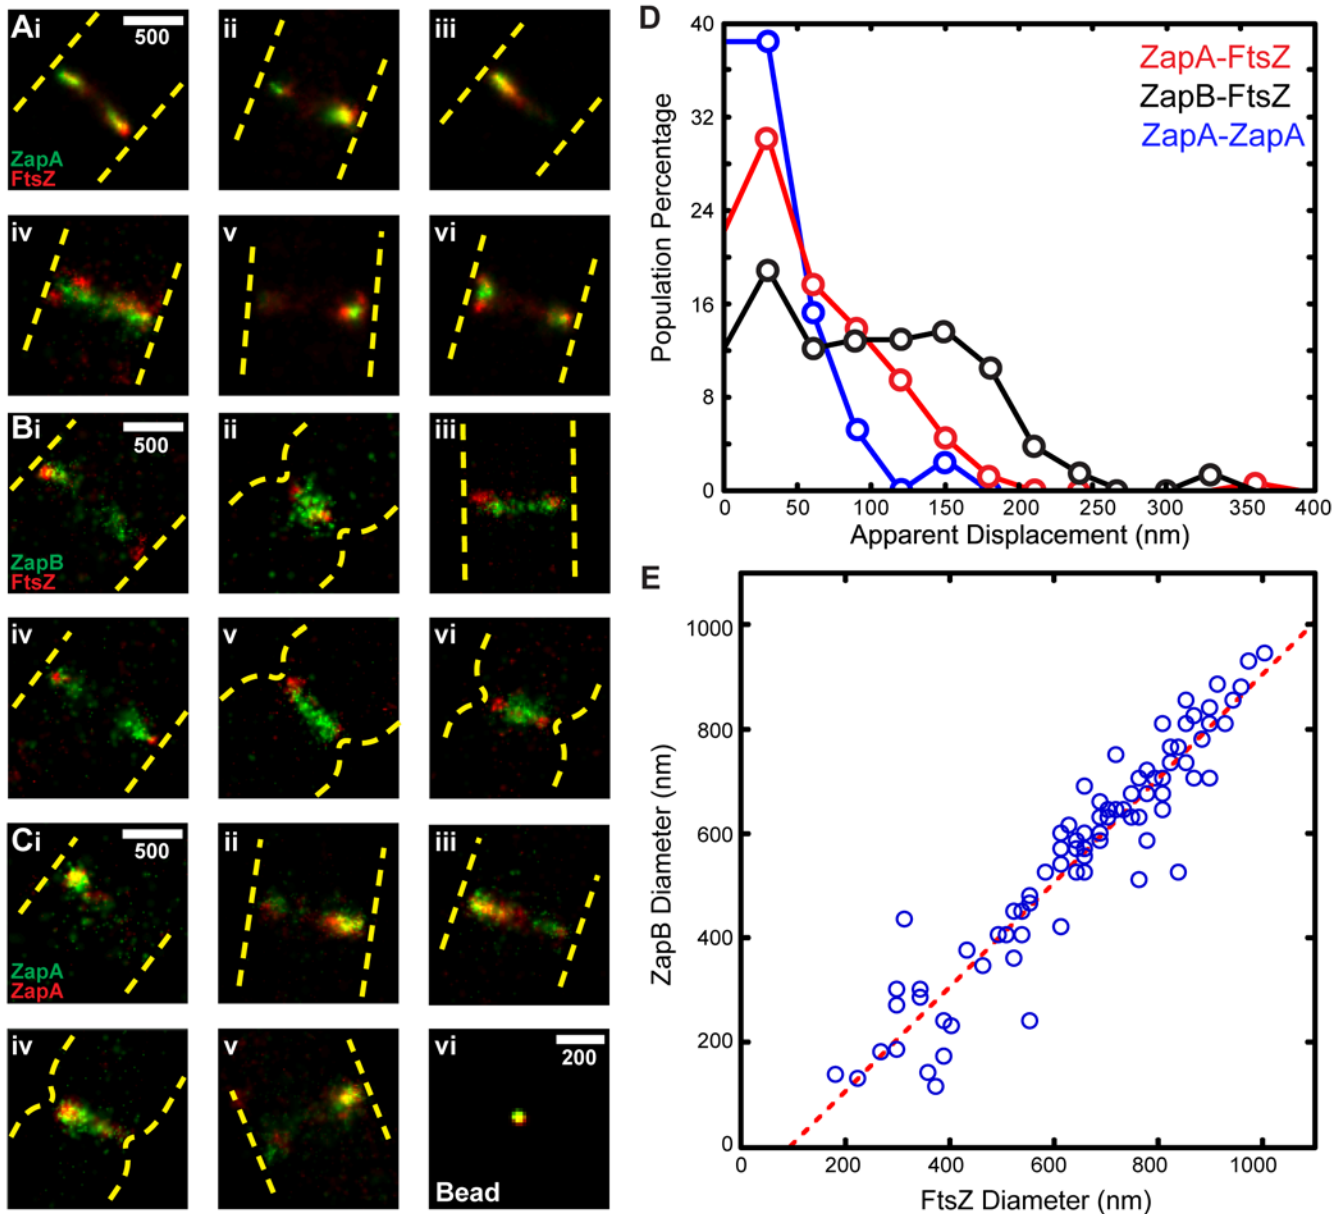 Ai
500
ZapA
FtsZ
ii
iii
iv
v
vi
Bi
500
ZapB
FtsZ
ii
iii
iv
v
vi
Ci
500
ZapA
ZapA
ii
iii
iv
v
vi
200
Bead
D
40
32
24
16
8
0
Population Percentage
ZapA-FtsZ
ZapB-FtsZ
ZapA-ZapA
0 50 100 150 200 250 300 350 400
Apparent Displacement (nm)
E
1000
800
600
400
200
0
ZapB Diameter (nm)
0 200 400 600 800 1000
FtsZ Diameter (nm)